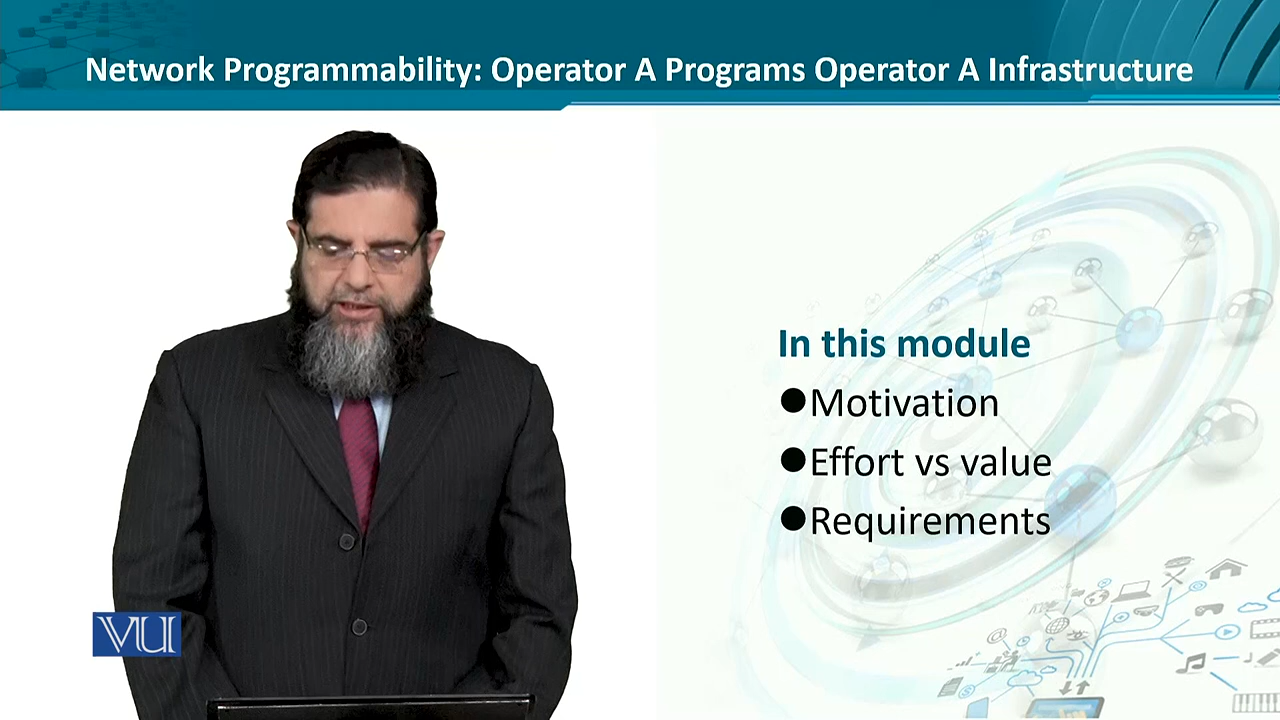 Network Programmability: Operator A Programs Operator A Infrastructure
In this module
●Motivation
●Effort vs value
●Requirements
VU